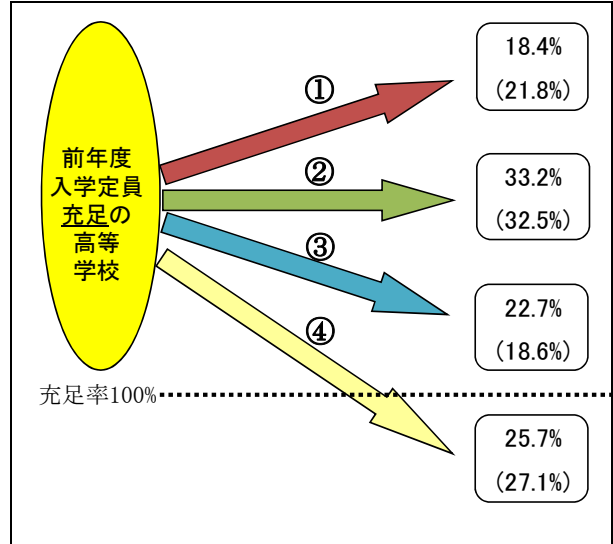 前年度
入学定員
充足の
高等
学校
①
18.4%
(21.8%)
②
33.2%
(32.5%)
③
22.7%
(18.6%)
④
充足率100%
25.7%
(27.1%)